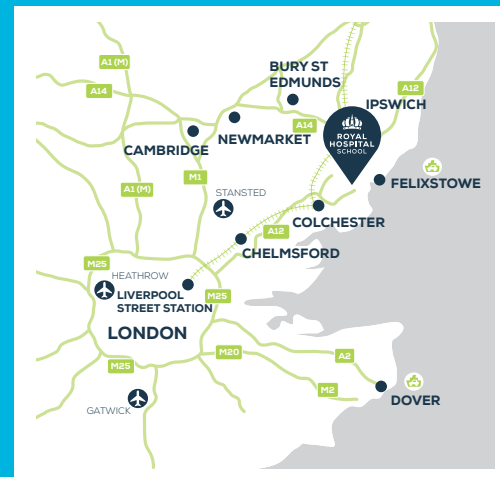 A1 (M)
BURY ST
EDMUNDS
A12
A14
IPSWICH
A14
ROYAL
HOSPITAL
SCHOOL
NEWMARKET
CAMBRIDGE
M1
A1 (M)
STANSTED
FELIXSTOWE
COLCHESTER
A12
CHELMSFORD
M25
HEATHROW
LIVERPOOL
STREET STATION
M25
LONDON
M20
A2
M25
M2
DOVER
GATWICK